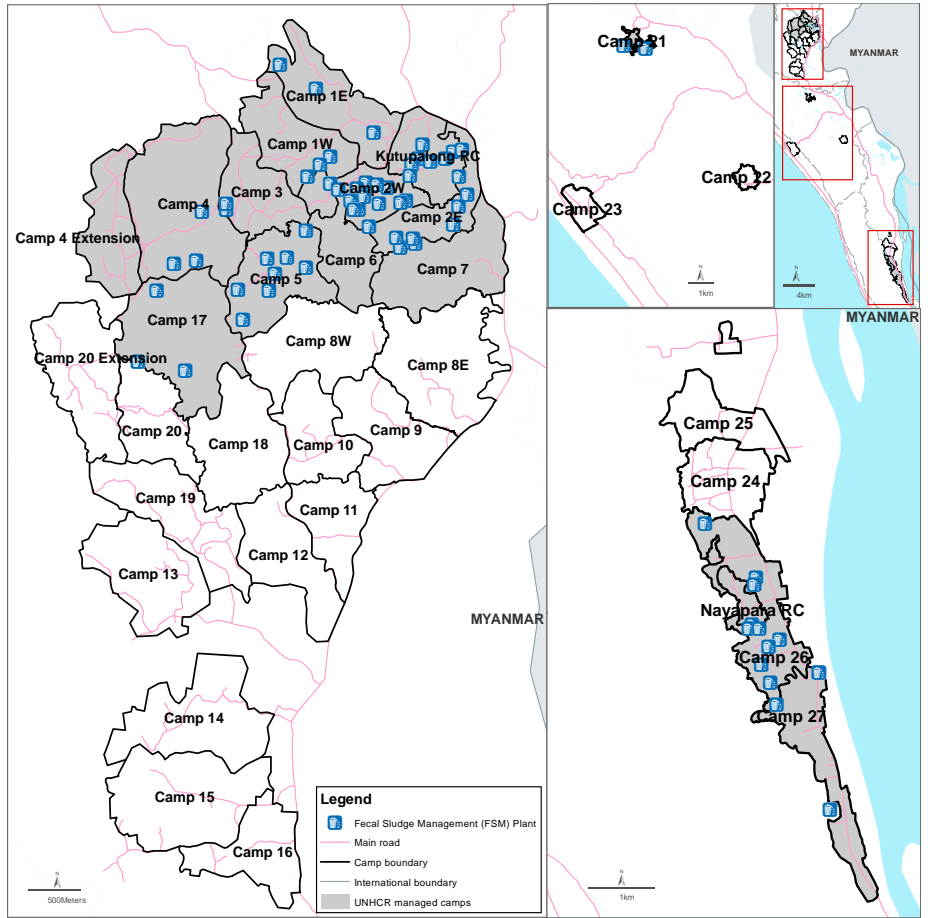 Camp 1E
Camp 1W
Kutupalong RC
Camp 3
Camp 2W
Camp 4
Camp 2E
Camp 4 Extension
Camp 6
Camp 7
Camp 5
Camp 17
Camp 8W
Camp 20 Extension
Camp 8E
Camp 20
Camp 18
Camp 10
Camp 9
Camp 19
Camp 11
Camp 12
Camp 13
MYANMAR
Camp 14
Camp 15
Camp 16
N
500Meters
Legend
Fecal Sludge Management (FSM) Plant
Main road
Camp boundary
International boundary
UNHCR managed camps
Camp 21
Camp 22
Camp 23
N
1km
MYANMAR
N
4km
MYANMAR
Camp 25
Camp 24
Nayapara RC
Camp 26
Camp 27
N
1km